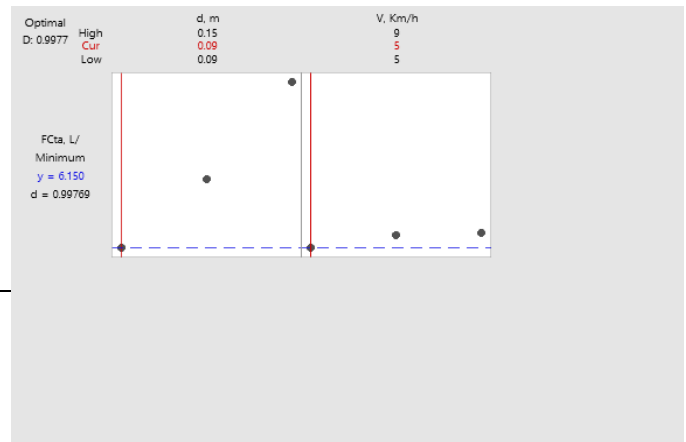 Optimal
D: 0.9977
d, m
V, Km/h
High
0.15
9
Cur
0.09
5
Low
0.09
5
FCta, L/
Minimum
y = 6.150
d = 0.99769